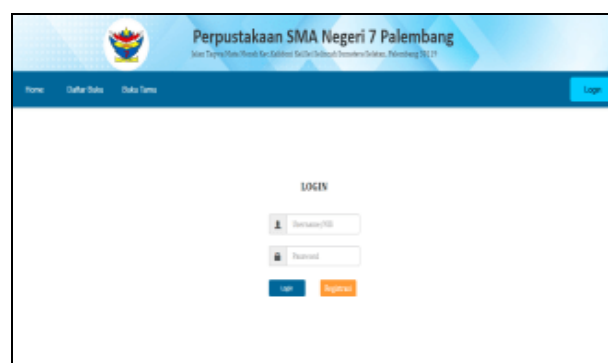 Perpustakaan SMA Negeri 7 Palembang
Home Daftar Buku Buku Tamu Login
LOGIN
Username/NIS
Password
Login Registrasi